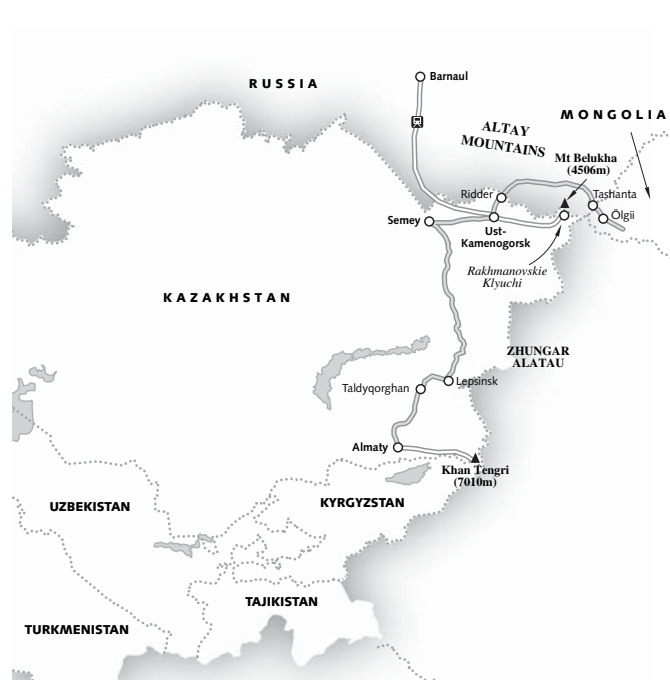 Barnaul
RUSSIA
MONGOLIA
ALTAY
MOUNTAINS
Mt Belukha
(4506m)
Ridder
Tashanta
Ölgii
Semey
Ust-
Kamenogorsk
Rakhmanovskie
Klyuchi
KAZAKHSTAN
ZHUNGAR
ALATAU
Taldyqorghan
Lepsinsk
Almaty
Khan Tengri
(7010m)
UZBEKISTAN
KYRGYZSTAN
TAJIKISTAN
TURKMENISTAN